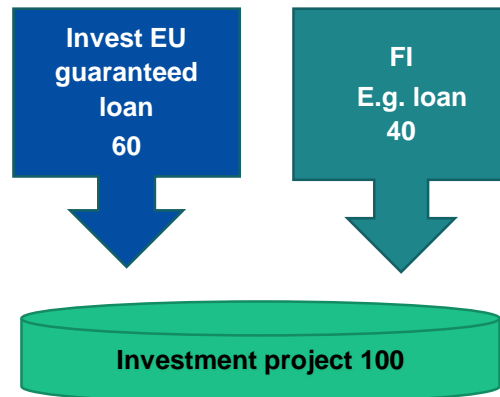 Invest EU
guaranteed
loan
60
FI
E.g. loan
40
Investment project 100